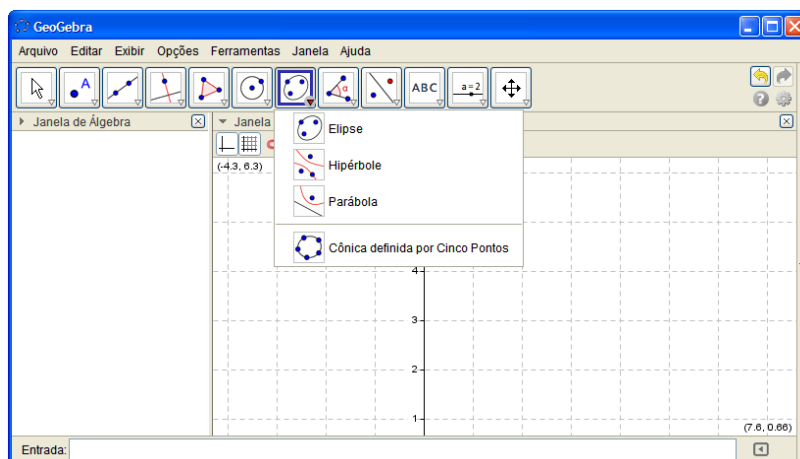 GeoGebra
Arquivo Editar Exibir Opções Ferramentas Janela Ajuda
A
α
ABC
a=2
Janela de Álgebra
Janela
(-4.3, 6.3)
Elipse
Hipérbole
Parábola
Cônica definida por Cinco Pontos
4
3
2
1
(7.6, 0.66)
Entrada: